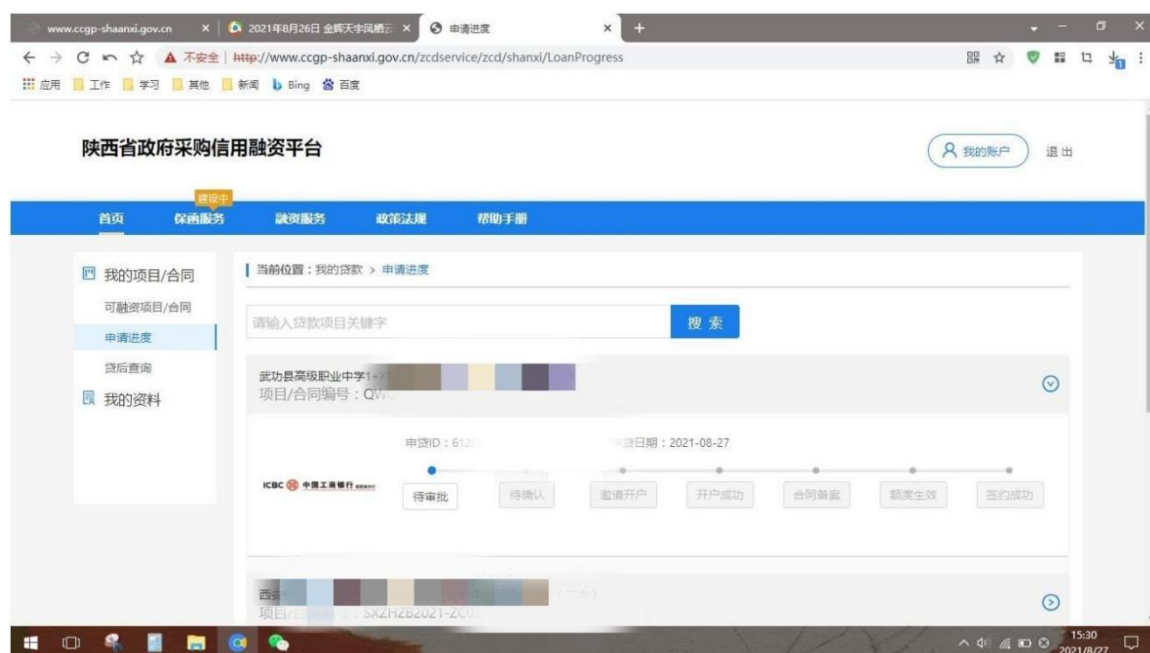 www.ccgp-shaanxi.gov.cn
2021年8月26日 金辉天宇凤栖云
申请进度
不安全 http://www.ccgp-shaanxi.gov.cn/zcdservice/zcd/shanxi/LoanProgress
应用 工作 学习 其他 新闻 Bing 百度
陕西省政府采购信用融资平台
我的账户 退出
建设中
首页 保函服务 融资服务 政策法规 帮助手册
我的项目/合同
可融资项目/合同
申请进度
贷后查询
我的资料
当前位置：我的贷款 > 申请进度
请输入贷款项目关键字
搜索
武功县高级职业中学1+X
项目/合同编号：QW
申贷ID：612 申贷日期：2021-08-27
ICBC 中国工商银行
待审批 待确认 邀请开户 开户成功 合同备案 额度生效 签约成功
西安
项目/ SXZHZB2021-ZC0
15:30
2021/8/27